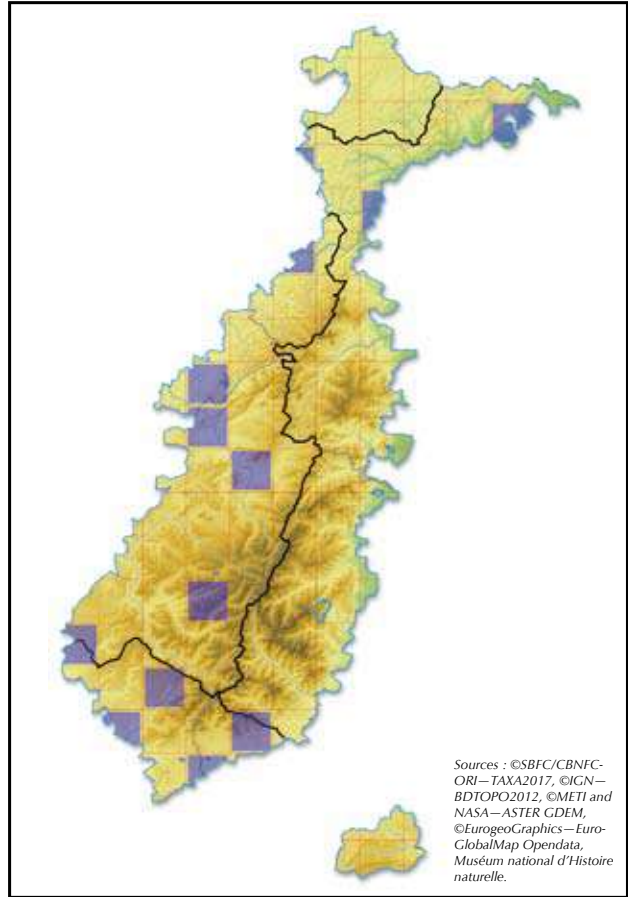 Sources : ©SBFC/CBNFC-
ORI—TAXA2017, ©IGN—
BDTOPO2012, ©METI and
NASA—ASTER GDEM,
©EurogeoGraphics—Euro-
GlobalMap Opendata,
Muséum national d’Histoire
naturelle.